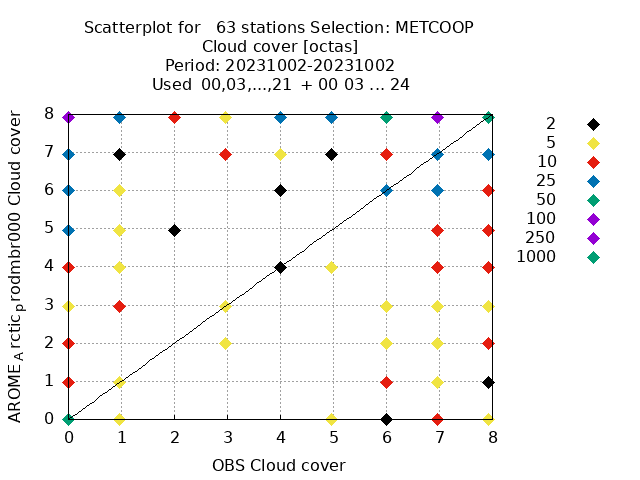 Scatterplot for 63 stations Selection: METCOOP
Cloud cover [octas]
Period: 20231002-20231002
Used 00,03,...,21 + 00 03 ... 24
AROME_Arctic_prodmbr000 Cloud cover
8
7
6
5
4
3
2
1
0
0 1 2 3 4 5 6 7 8
OBS Cloud cover
2
5
10
25
50
100
250
1000